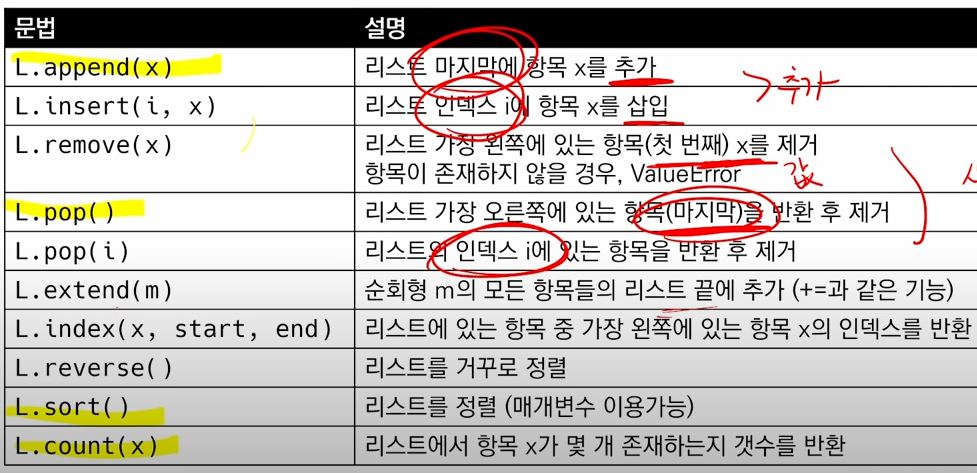 문법 설명
L.append(x) 리스트 마지막에 항목 x를 추가
L.insert(i, x) 리스트 인덱스 i에 항목 x를 삽입
추가
L.remove(x) 리스트 가장 왼쪽에 있는 항목(첫 번째) x를 제거
항목이 존재하지 않을 경우, ValueError
값
L.pop() 리스트 가장 오른쪽에 있는 항목(마지막)을 반환 후 제거
L.pop(i) 리스트의 인덱스 i에 있는 항목을 반환 후 제거
L.extend(m) 순회형 m의 모든 항목들의 리스트 끝에 추가 (+=과 같은 기능)
L.index(x, start, end) 리스트에 있는 항목 중 가장 왼쪽에 있는 항목 x의 인덱스를 반환
L.reverse() 리스트를 거꾸로 정렬
L.sort() 리스트를 정렬 (매개변수 이용가능)
L.count(x) 리스트에서 항목 x가 몇 개 존재하는지 갯수를 반환